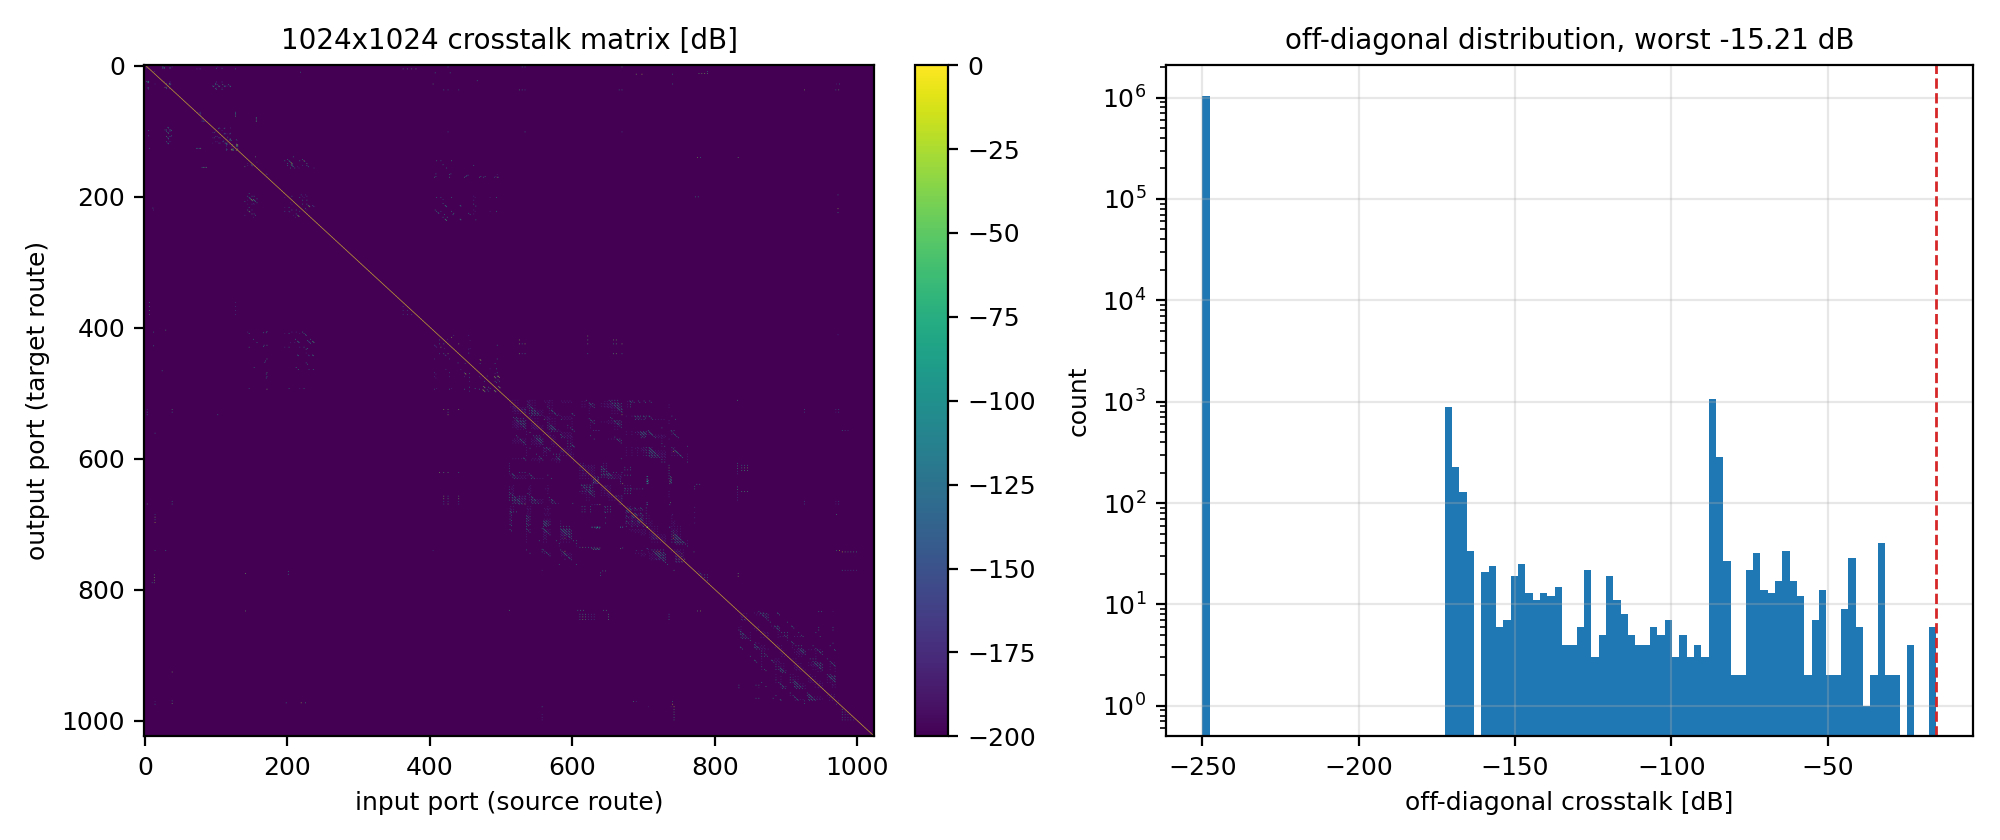 1024x1024 crosstalk matrix [dB]
0
200
400
600
800
1000
output port (target route)
0 200 400 600 800 1000
input port (source route)
0
−25
−50
−75
−100
−125
−150
−175
−200
off-diagonal distribution, worst -15.21 dB
10⁶
10⁵
10⁴
10³
10²
10¹
10⁰
count
−250 −200 −150 −100 −50
off-diagonal crosstalk [dB]